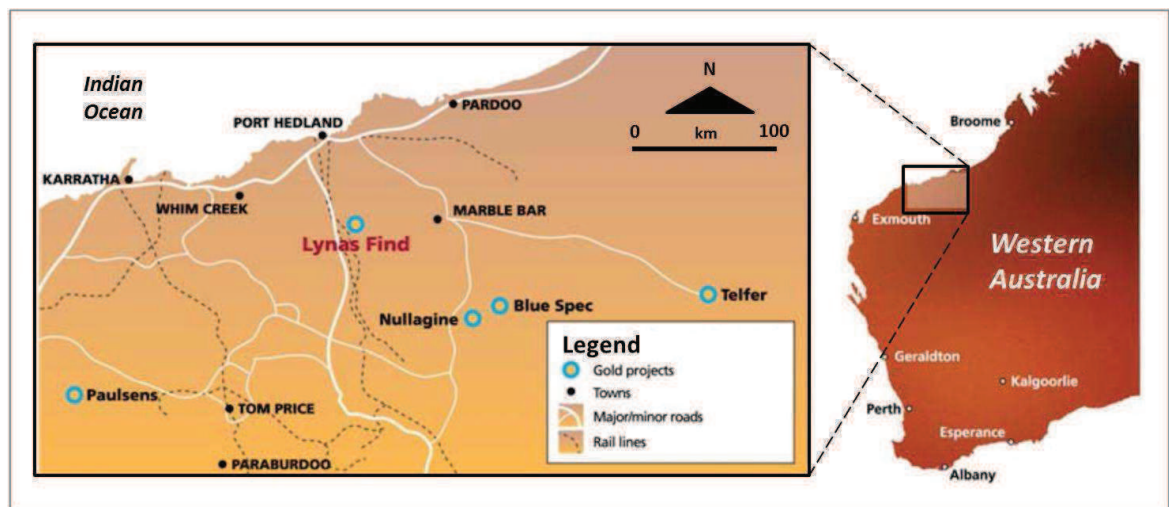 Indian
Ocean
PARDOO
PORT HEDLAND
KARRATHA
WHIM CREEK
MARBLE BAR
Lynas Find
Telfer
Blue Spec
Nullagine
Paulsens
TOM PRICE
PARABURDOO
N
0 km 100
Legend
Gold projects
Towns
Major/minor roads
Rail lines
Broome
Exmouth
Western
Australia
Geraldton
Kalgoorlie
Perth
Esperance
Albany